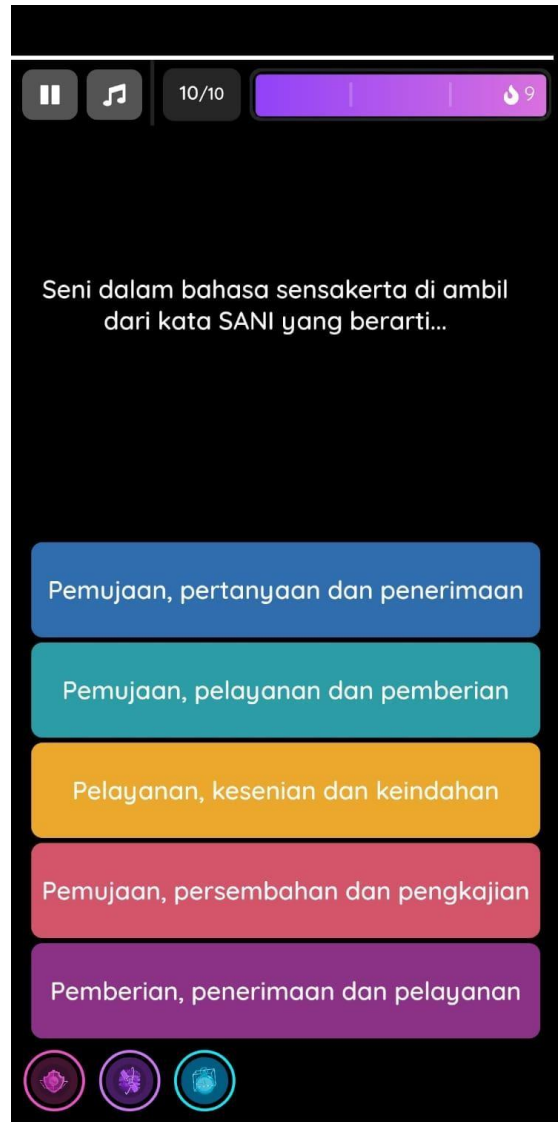 10/10
9
Seni dalam bahasa sensakerta di ambil
dari kata SANI yang berarti...
Pemujaan, pertanyaan dan penerimaan
Pemujaan, pelayanan dan pemberian
Pelayanan, kesenian dan keindahan
Pemujaan, persembahan dan pengkajian
Pemberian, penerimaan dan pelayanan